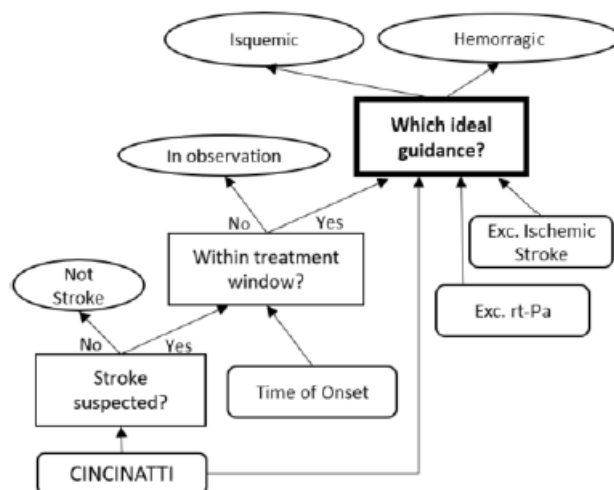 Isquemic
Hemorragic
Which ideal
guidance?
In observation
No
Yes
Exc. Ischemic
Stroke
Within treatment
window?
Not
Stroke
Exc. rt-Pa
No
Yes
Time of Onset
Stroke
suspected?
CINCINATTI